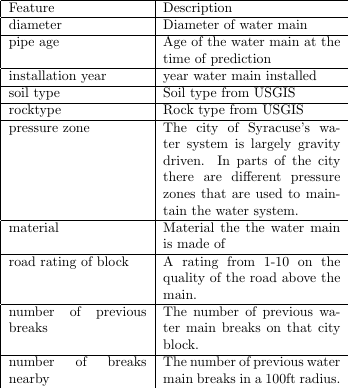 Feature Description
diameter Diameter of water main
pipe age Age of the water main at the
time of prediction
installation year year water main installed
soil type Soil type from USGIS
rocktype Rock type from USGIS
pressure zone The city of Syracuse's wa-
ter system is largely gravity
driven. In parts of the city
there are different pressure
zones that are used to main-
tain the water system.
material Material the the water main
is made of
road rating of block A rating from 1-10 on the
quality of the road above the
main.
number of previous The number of previous wa-
breaks ter main breaks on that city
block.
number of breaks The number of previous water
nearby main breaks in a 100ft radius.